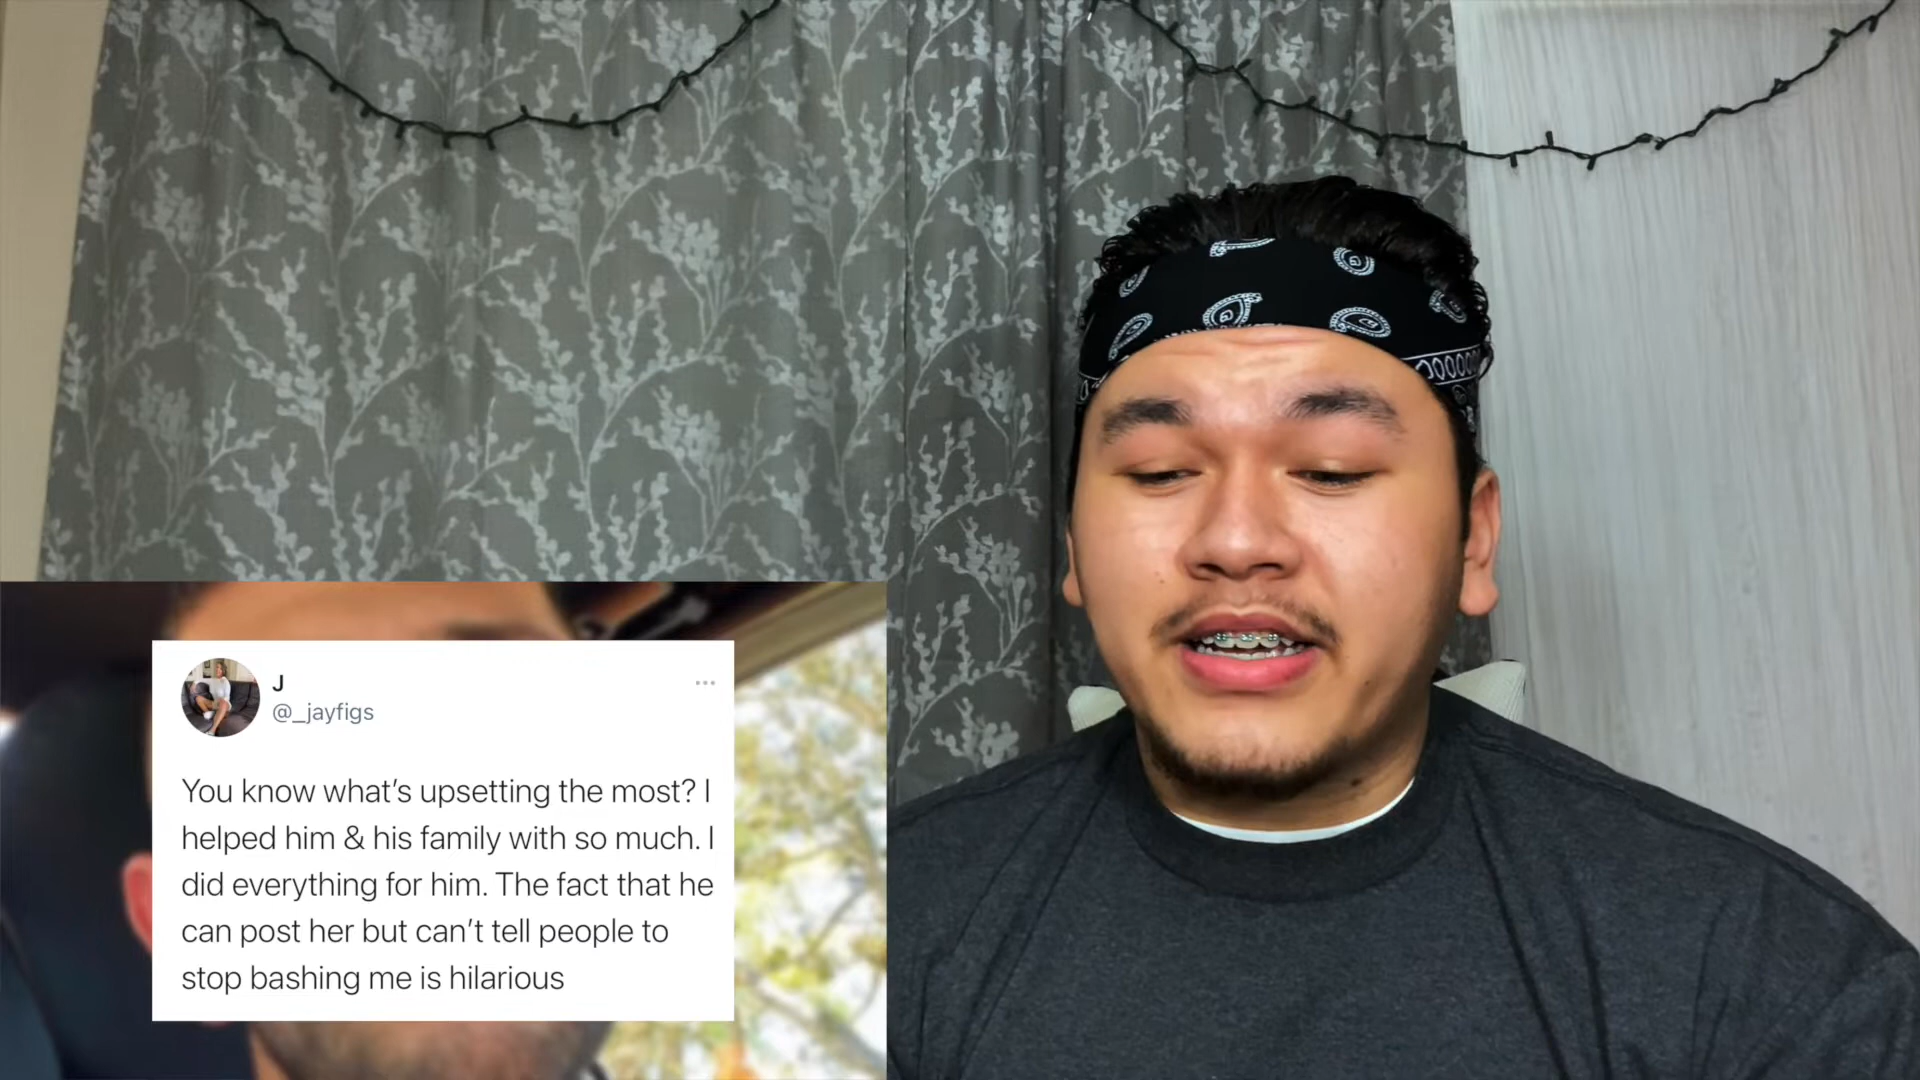 J
@_jayfigs
You know what's upsetting the most? I
helped him & his family with so much. I
did everything for him. The fact that he
can post her but can't tell people to
stop bashing me is hilarious